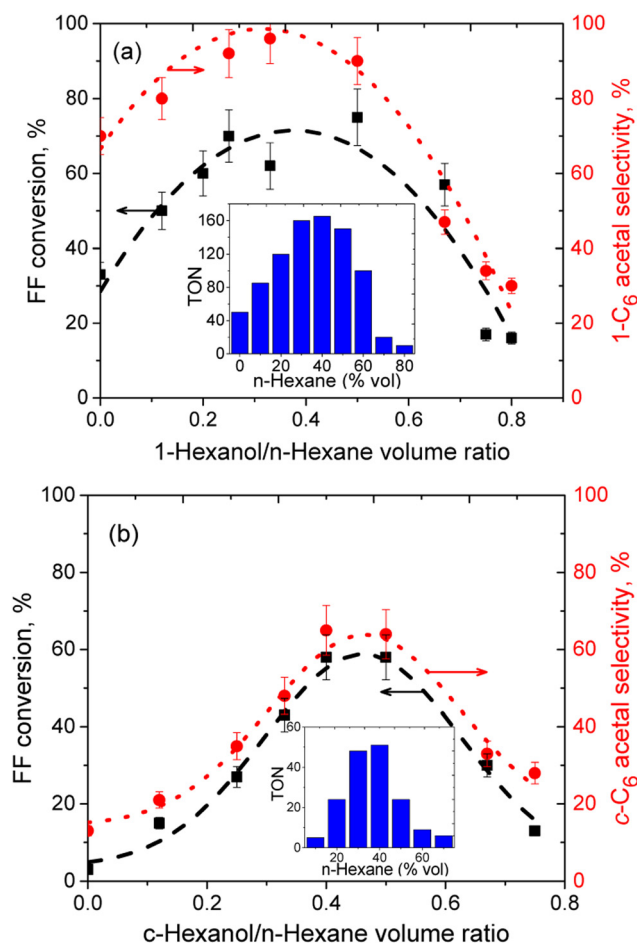 (a)
FF conversion, %
100
80
60
40
20
0
0.0 0.2 0.4 0.6 0.8
1-Hexanol/n-Hexane volume ratio
100
80
60
40
20
0
1-C6 acetal selectivity, %
TON
160
120
80
40
0
0 20 40 60 80
n-Hexane (% vol)
(b)
FF conversion, %
100
80
60
40
20
0
0.0 0.2 0.4 0.6 0.8
c-Hexanol/n-Hexane volume ratio
100
80
60
40
20
0
c-C6 acetal selectivity, %
TON
60
40
20
0
20 40 60
n-Hexane (% vol)